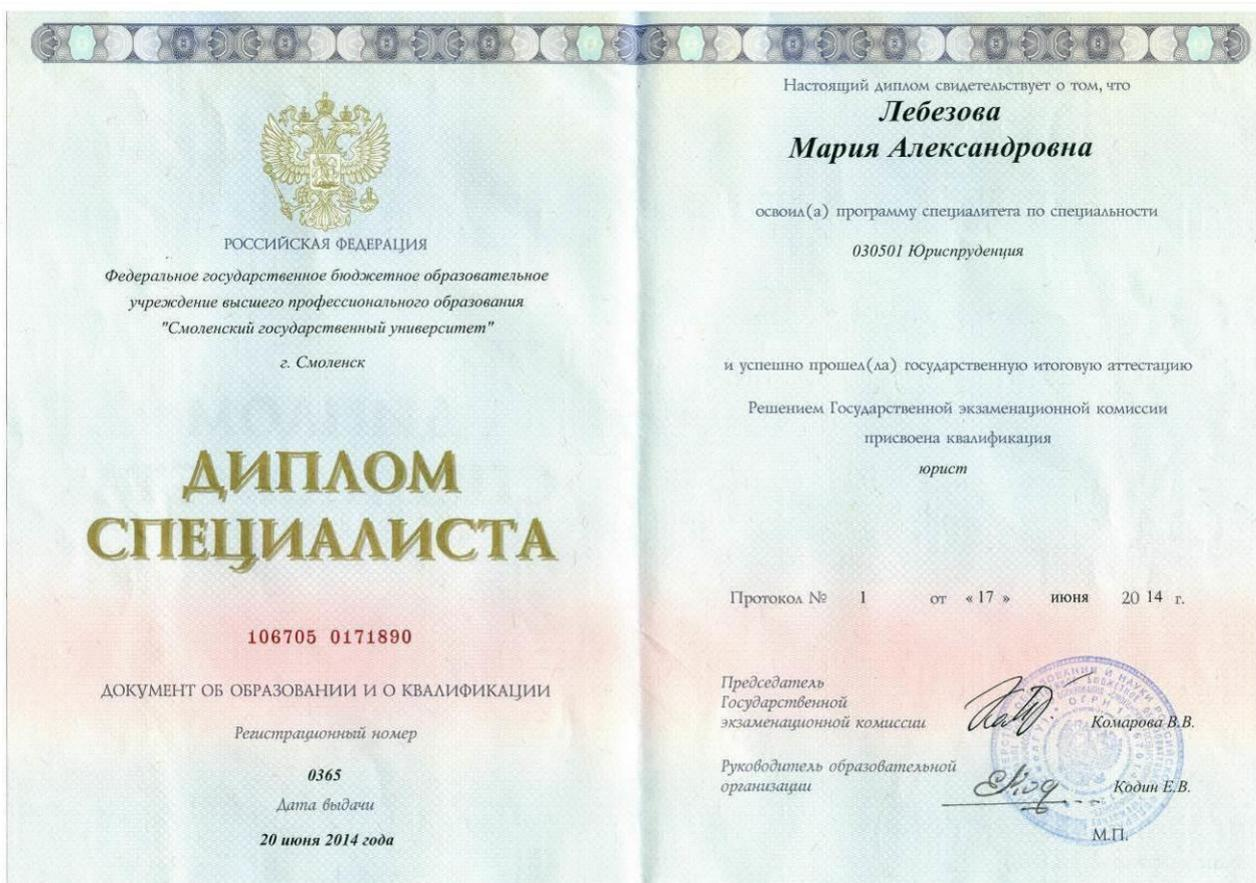 РОССИЙСКАЯ ФЕДЕРАЦИЯ
Федеральное государственное бюджетное образовательное
учреждение высшего профессионального образования
"Смоленский государственный университет"
г. Смоленск
ДИПЛОМ
СПЕЦИАЛИСТА
106705 0171890
ДОКУМЕНТ ОБ ОБРАЗОВАНИИ И О КВАЛИФИКАЦИИ
Регистрационный номер
0365
Дата выдачи
20 июня 2014 года
Настоящий диплом свидетельствует о том, что
Лебезова
Мария Александровна
освоил(а) программу специалитета по специальности
030501 Юриспруденция
и успешно прошел(ла) государственную итоговую аттестацию
Решением Государственной экзаменационной комиссии
присвоена квалификация
юрист
Протокол № 1 от « 17 » июня 20 14 г.
Председатель
Государственной
экзаменационной комиссии Комарова В.В.
Руководитель образовательной
организации Кодин Е.В.
М.П.